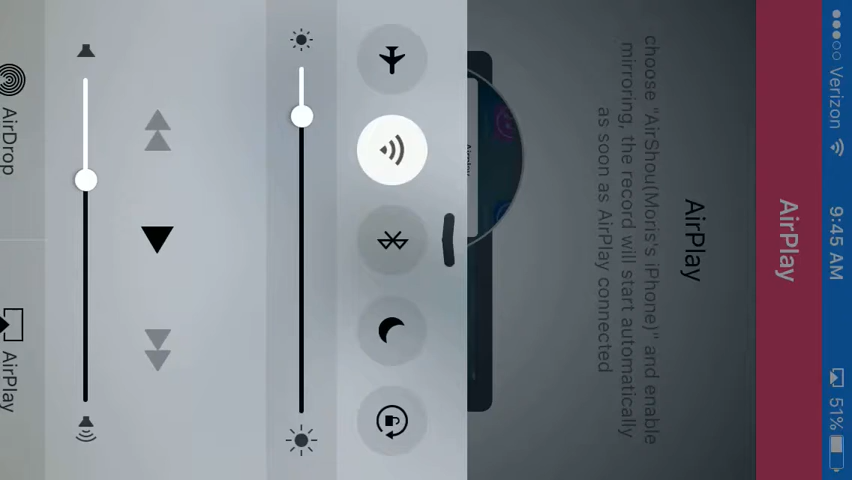 Verizon 9:45 AM 51%
AirPlay
AirPlay
choose "AirShou(Moris's iPhone)" and enable
mirroring, the record will start automatically
as soon as AirPlay connected
AirDrop
AirPlay